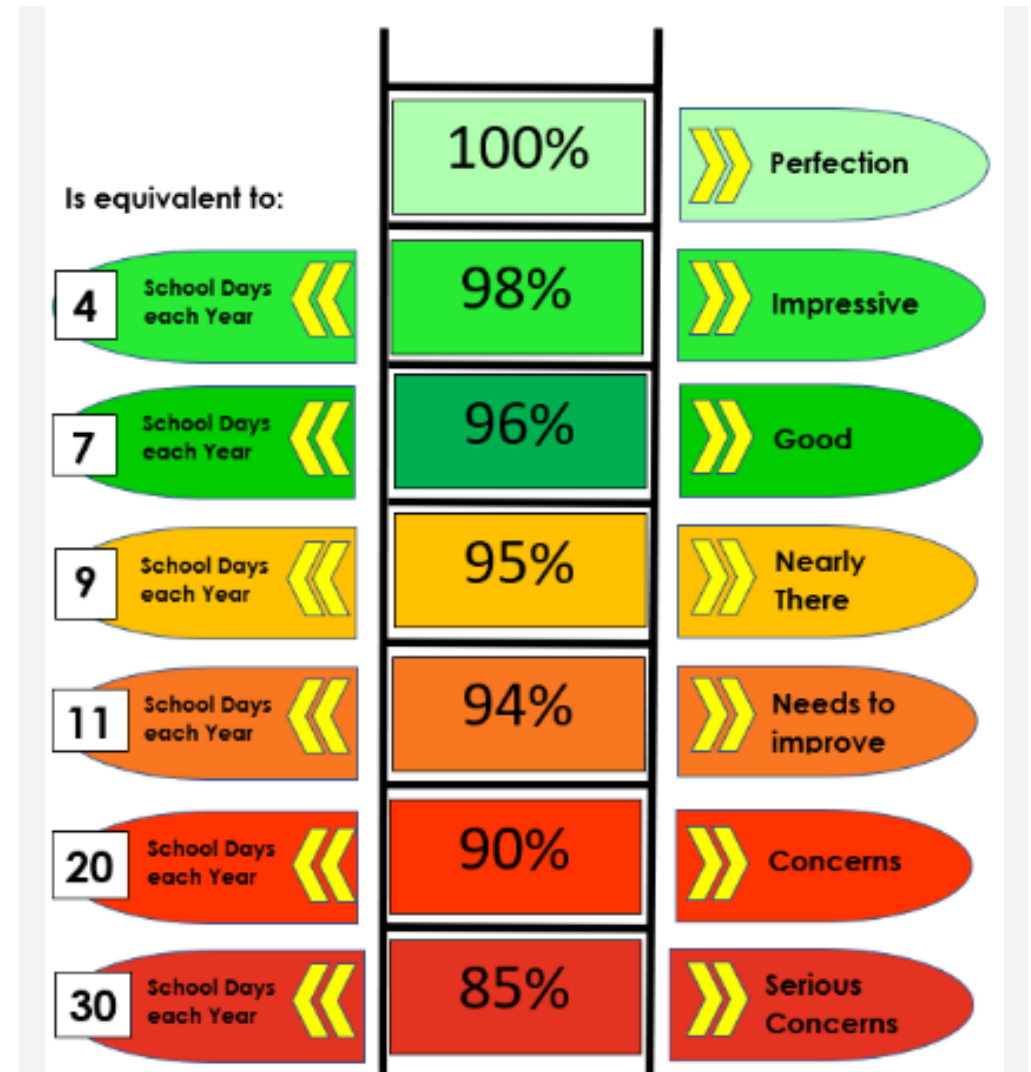 100%
Perfection
Is equivalent to:
4
School Days
each Year
98%
Impressive
7
School Days
each Year
96%
Good
9
School Days
each Year
95%
Nearly
There
11
School Days
each Year
94%
Needs to
improve
20
School Days
each Year
90%
Concerns
30
School Days
each Year
85%
Serious
Concerns